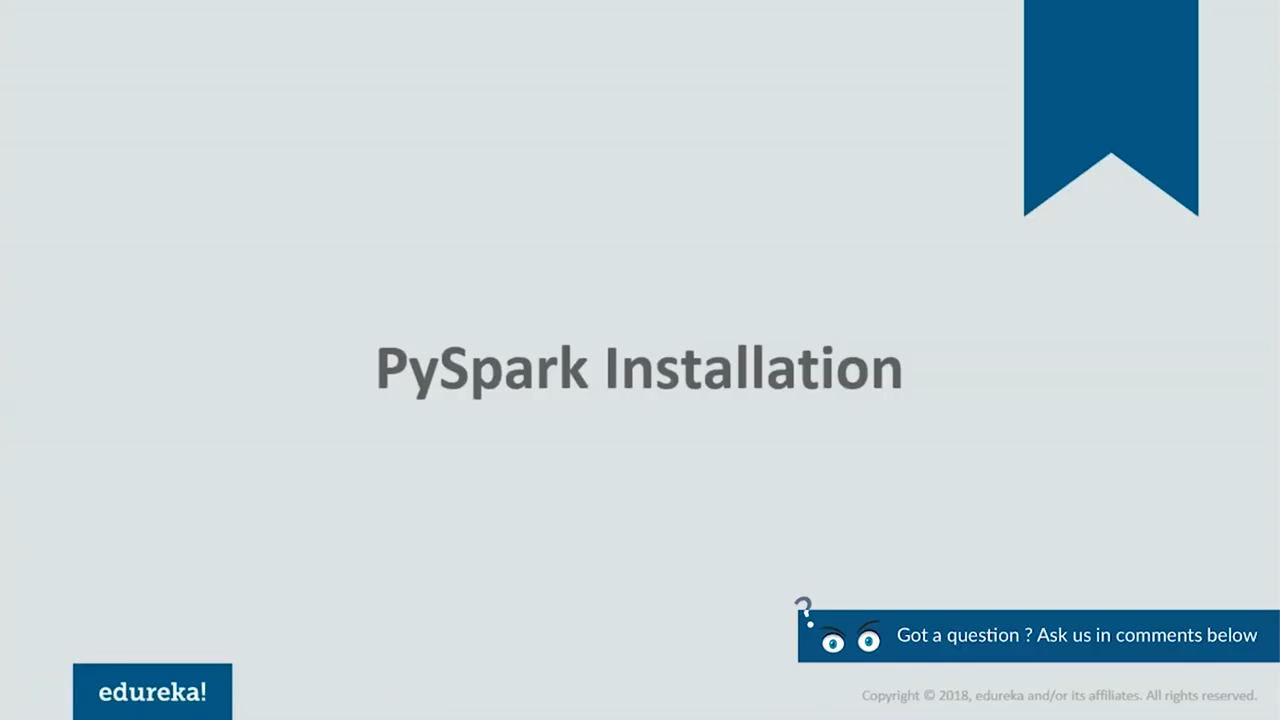 PySpark Installation
?
Got a question ? Ask us in comments below
edureka!
Copyright © 2018, edureka and/or its affiliates. All rights reserved.